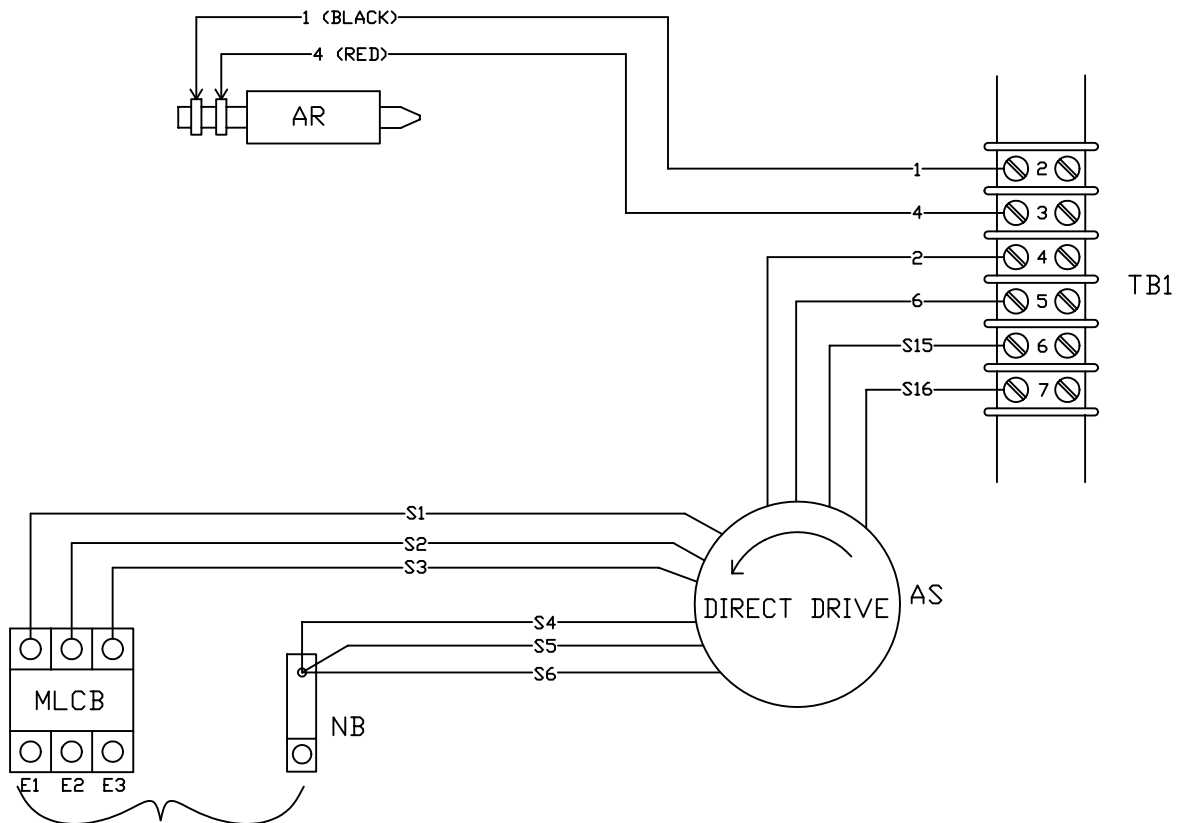 1 (BLACK)
4 (RED)
AR
1
2
4
3
2
4
TB1
6
5
S15
6
S16
7
S1
S2
S3
AS
DIRECT DRIVE
S4
S5
S6
MLCB
NB
E1 E2 E3